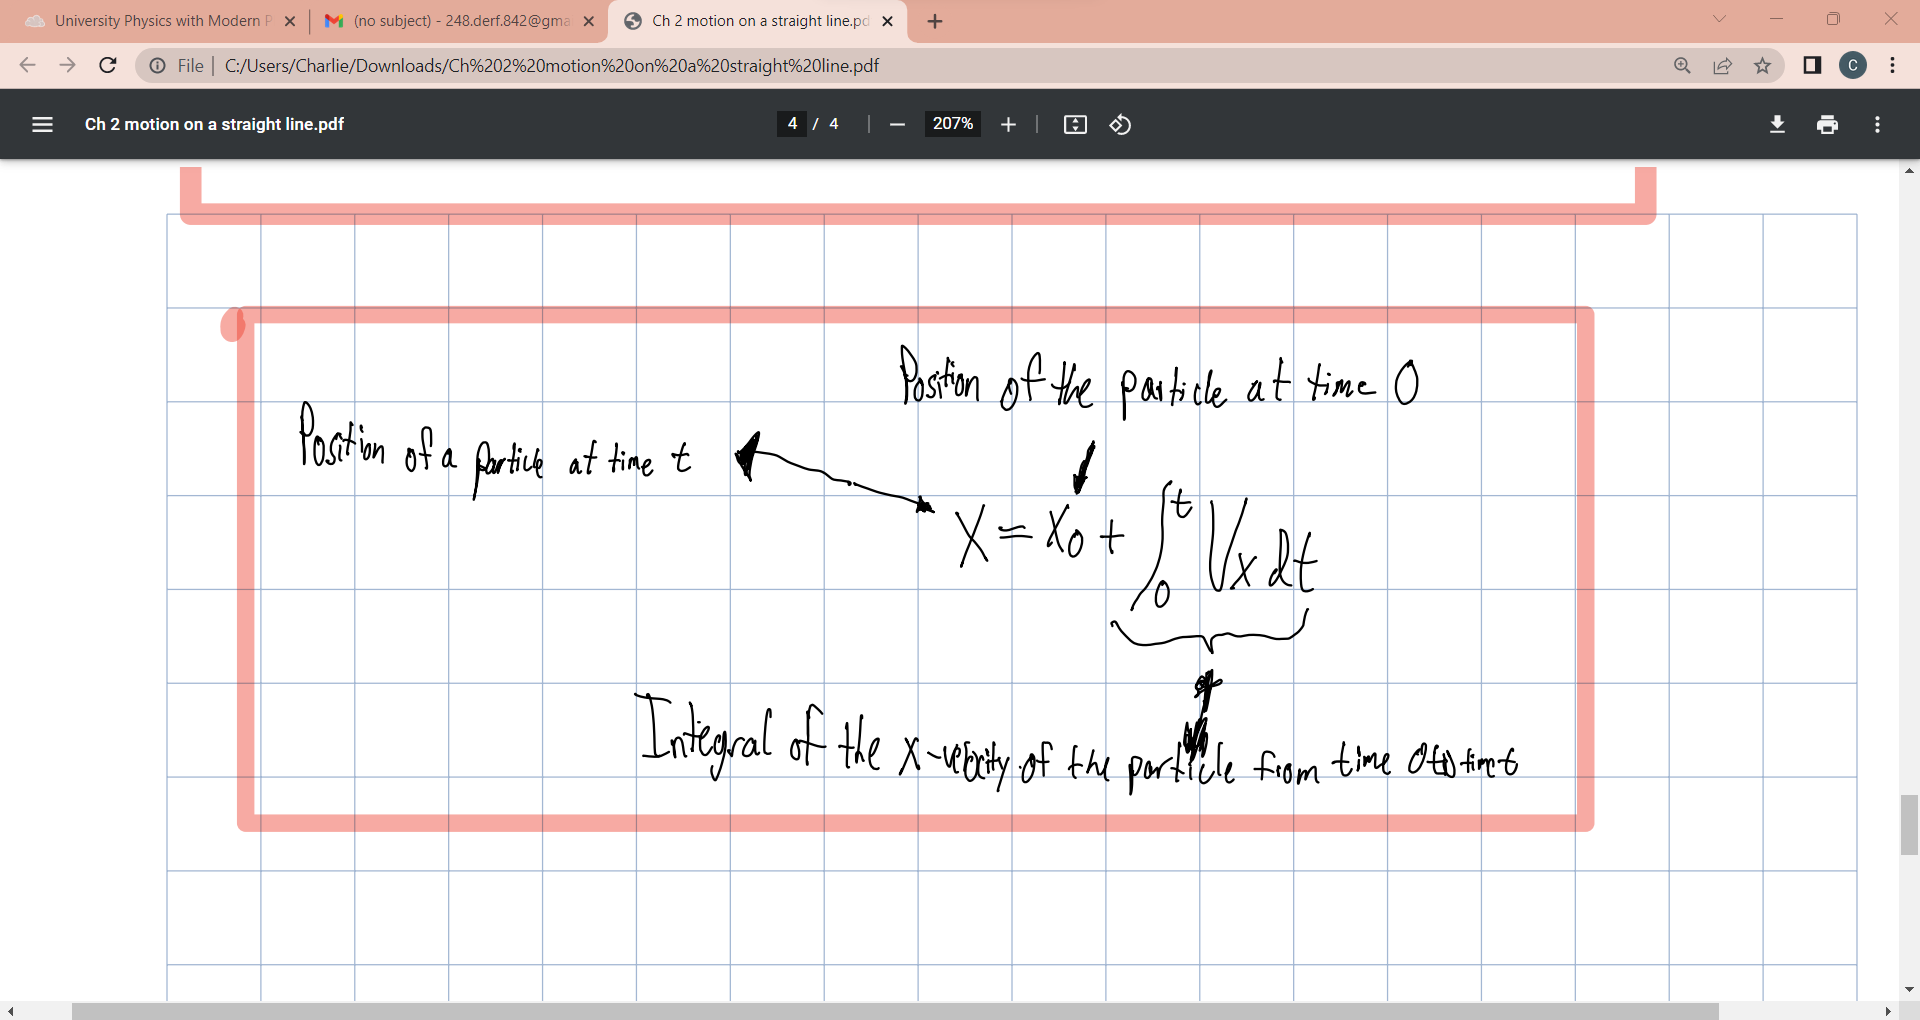 University Physics with Modern P
(no subject) - 248.derf.842@gma
Ch 2 motion on a straight line.pd
File
C:/Users/Charlie/Downloads/Ch%202%20motion%20on%20a%20straight%20line.pdf
C
Ch 2 motion on a straight line.pdf
4 / 4
207%
Position of the particle at time 0
Position of a particle at time t
X = X₀ + ∫₀ᵗ Vₓ dt
Integral of the x-velocity of the particle from time 0 to time t